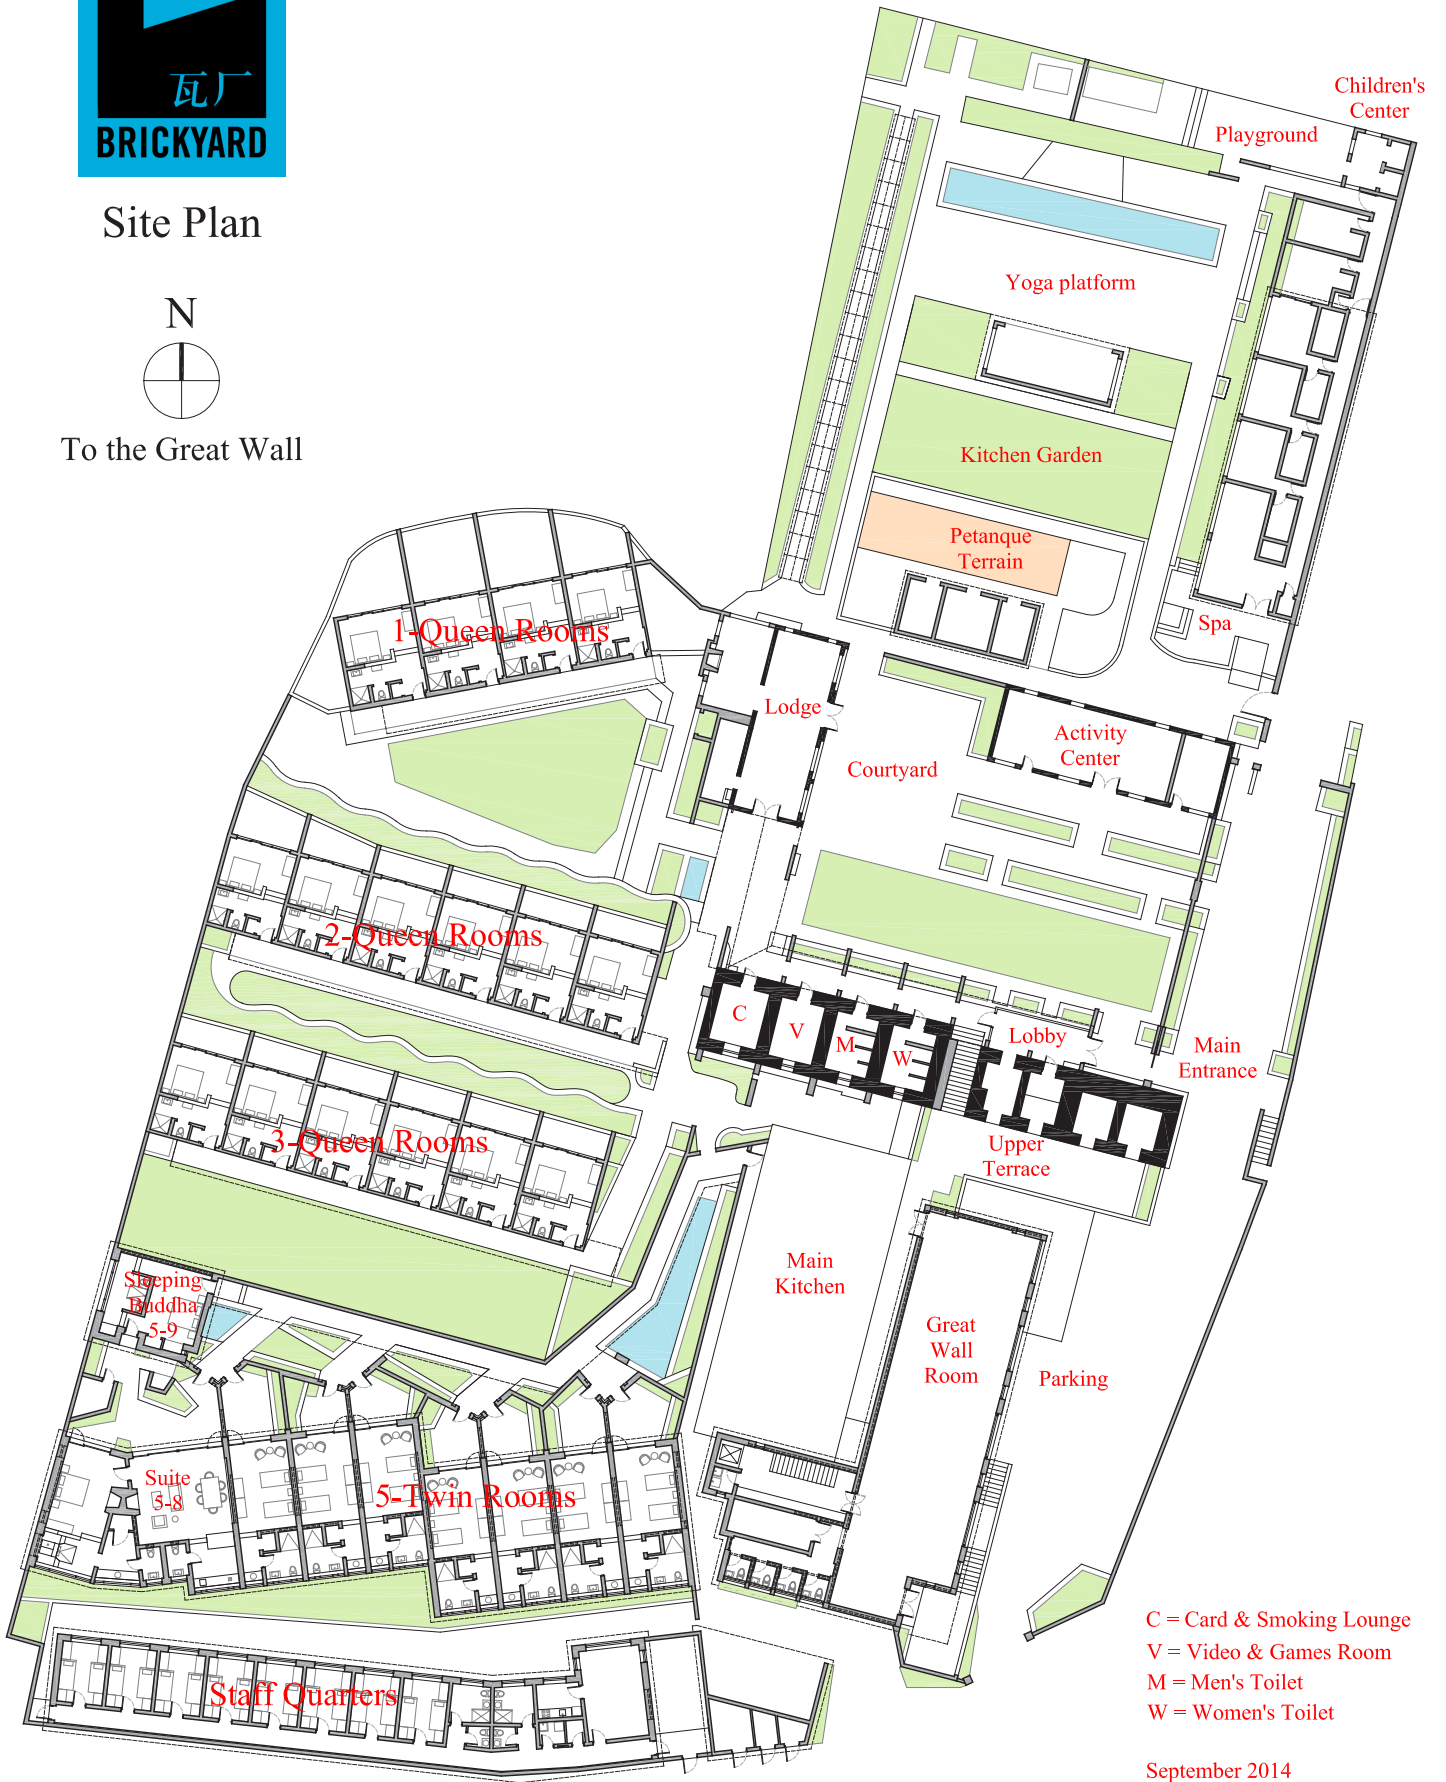 瓦厂
BRICKYARD
Site Plan
N
To the Great Wall
Children's
Center
Playground
Yoga platform
Kitchen Garden
Petanque
Terrain
Spa
1-Queen Rooms
Lodge
Activity
Center
Courtyard
2-Queen Rooms
C
V
M
W
Lobby
Main
Entrance
3-Queen Rooms
Upper
Terrace
Main
Kitchen
Sleeping
Buddha
5-9
Great
Wall
Room
Parking
Suite
5-8
5-Twin Rooms
Staff Quarters
C = Card & Smoking Lounge
V = Video & Games Room
M = Men's Toilet
W = Women's Toilet
September 2014